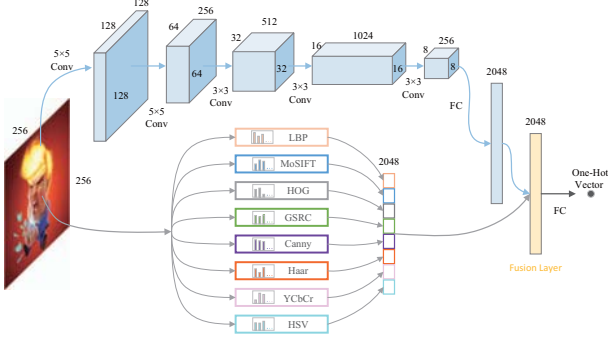 128
128
128
5×5
Conv
64
256
64
5×5
Conv
32
512
32
3×3
Conv
16
1024
16
3×3
Conv
8
256
8
3×3
Conv
2048
FC
2048
256
256
LBP
MoSIFT
HOG
GSRC
Canny
Haar
YCbCr
HSV
2048
FC
One-Hot
Vector
Fusion Layer